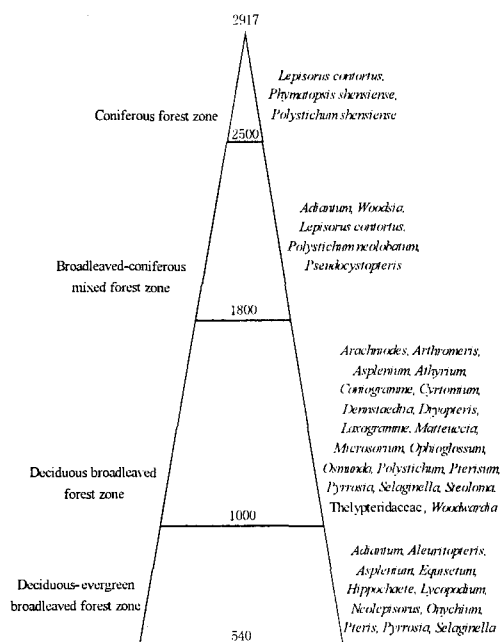 2917
Lepisorus contortus,
Phymatopsis shensiense,
Polystichum shensiense
Coniferous forest zone
2500
Adiantum, Woodsia,
Lepisorus contortus,
Polystichum neolobatum,
Pseudocystopteris
Broadleaved-coniferous
mixed forest zone
1800
Arachniodes, Arthromeris,
Asplenium, Athyrium,
Coniogramme, Cyrtomium,
Dennstaedtia, Dryopteris,
Loxogramme, Matteuccia,
Microsorium, Ophioglossum,
Osmunda, Polystichum, Pterisum,
Pyrrosia, Selaginella,
Thelypteridaceae, Woodwardia
Deciduous broadleaved
forest zone
1000
Adiantum, Aleuritopteris,
Asplenium, Equisetum,
Hippochaete, Lycopodium,
Neolepisorus, Onychium,
Pteris, Pyrrosia, Selaginella
Deciduous-evergreen
broadleaved forest zone
540